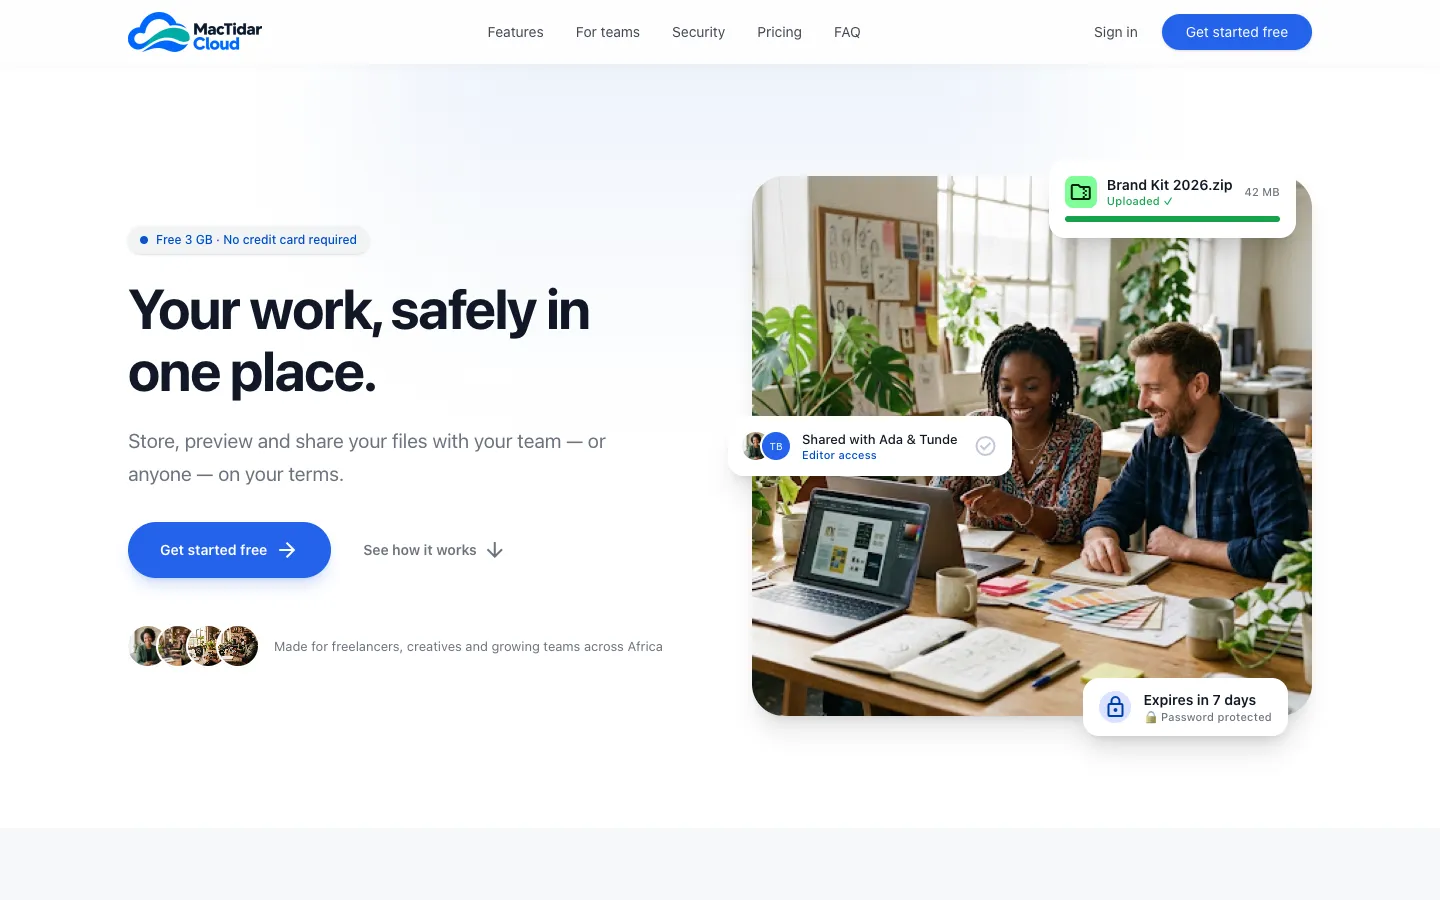 MacTidar
Cloud
Features
For teams
Security
Pricing
FAQ
Sign in
Get started free
Free 3 GB · No credit card required
Your work, safely in
one place.
Store, preview and share your files with your team — or
anyone — on your terms.
Get started free
See how it works
Made for freelancers, creatives and growing teams across Africa
Brand Kit 2026.zip
42 MB
Uploaded ✓
TB
Shared with Ada & Tunde
Editor access
Expires in 7 days
🔒 Password protected